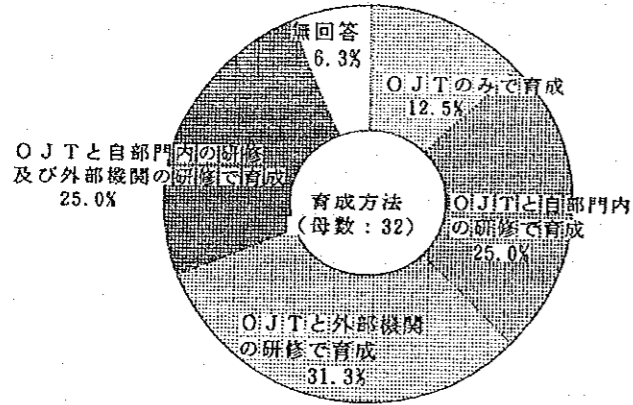 無回答
6.3%
OJTのみで育成
12.5%
OJTと自部門内
の研修で育成
25.0%
OJTと外部機関
の研修で育成
31.3%
OJTと自部門内の研修
及び外部機関の研修で育成
25.0%
育成方法
(母数:32)